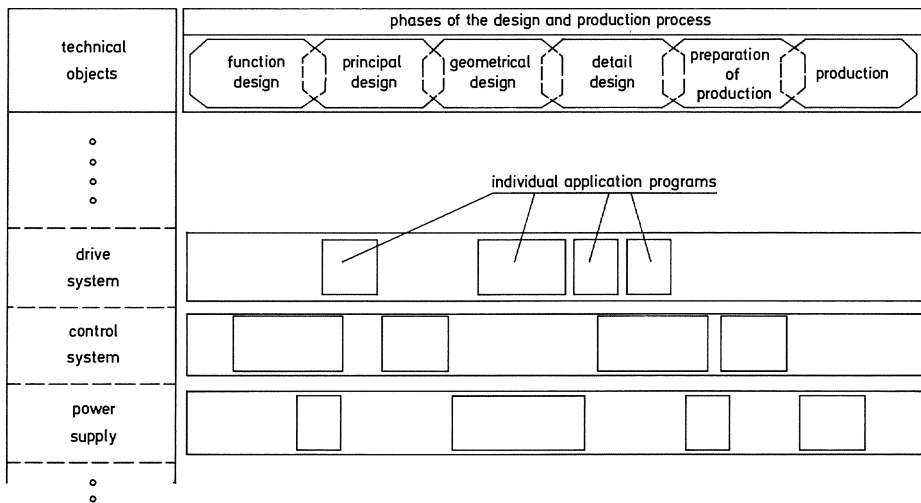 phases of the design and production process
technical
objects
function
design
principal
design
geometrical
design
detail
design
preparation
of
production
production
individual application programs
drive
system
control
system
power
supply